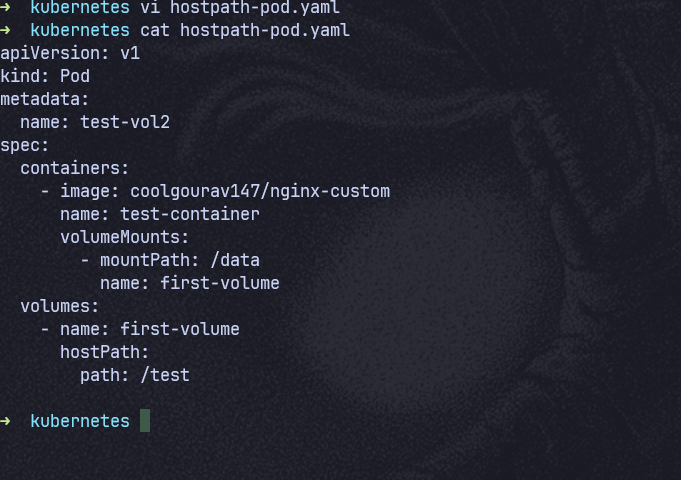 ➜  kubernetes vi hostpath-pod.yaml
➜  kubernetes cat hostpath-pod.yaml
apiVersion: v1
kind: Pod
metadata:
  name: test-vol2
spec:
  containers:
    - image: coolgourav147/nginx-custom
      name: test-container
      volumeMounts:
        - mountPath: /data
          name: first-volume
  volumes:
    - name: first-volume
      hostPath:
        path: /test

➜  kubernetes